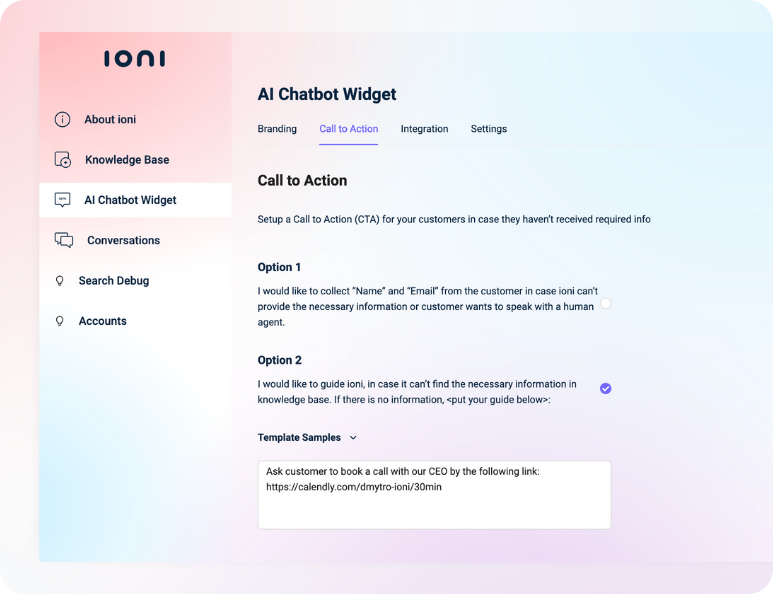 ioni
About ioni
Knowledge Base
AI Chatbot Widget
Conversations
Search Debug
Accounts
AI Chatbot Widget
Branding
Call to Action
Integration
Settings
Call to Action
Setup a Call to Action (CTA) for your customers in case they haven't received required info
Option 1
I would like to collect “Name” and “Email” from the customer in case ioni can't
provide the necessary information or customer wants to speak with a human
agent.
Option 2
I would like to guide ioni, in case it can't find the necessary information in
knowledge base. If there is no information, <put your guide below>:
Template Samples
Ask customer to book a call with our CEO by the following link:
https://calendly.com/dmytro-ioni/30min